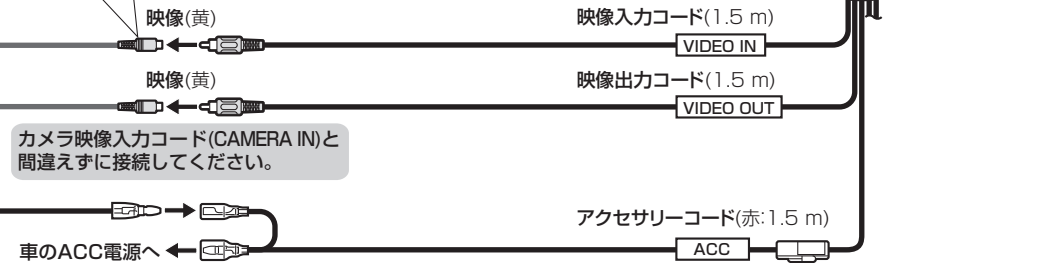 映像(黄)
映像入力コード(1.5 m)
VIDEO IN
映像(黄)
映像出力コード(1.5 m)
VIDEO OUT
カメラ映像入力コード(CAMERA IN)と
間違えずに接続してください。
アクセサリーコード(赤:1.5 m)
車のACC電源へ
ACC